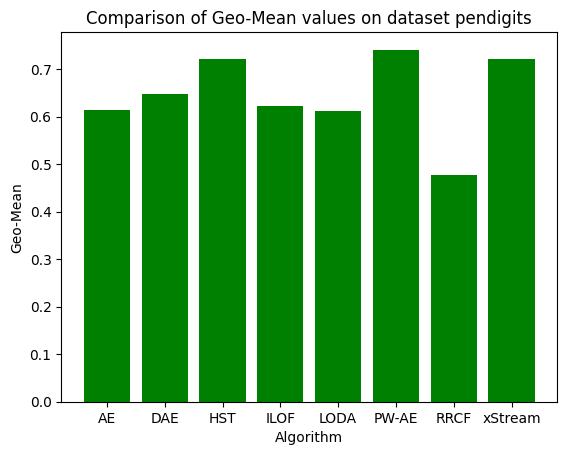 Comparison of Geo-Mean values on dataset pendigits
Geo-Mean
0.7
0.6
0.5
0.4
0.3
0.2
0.1
0.0
AE DAE HST ILOF LODA PW-AE RRCF xStream
Algorithm